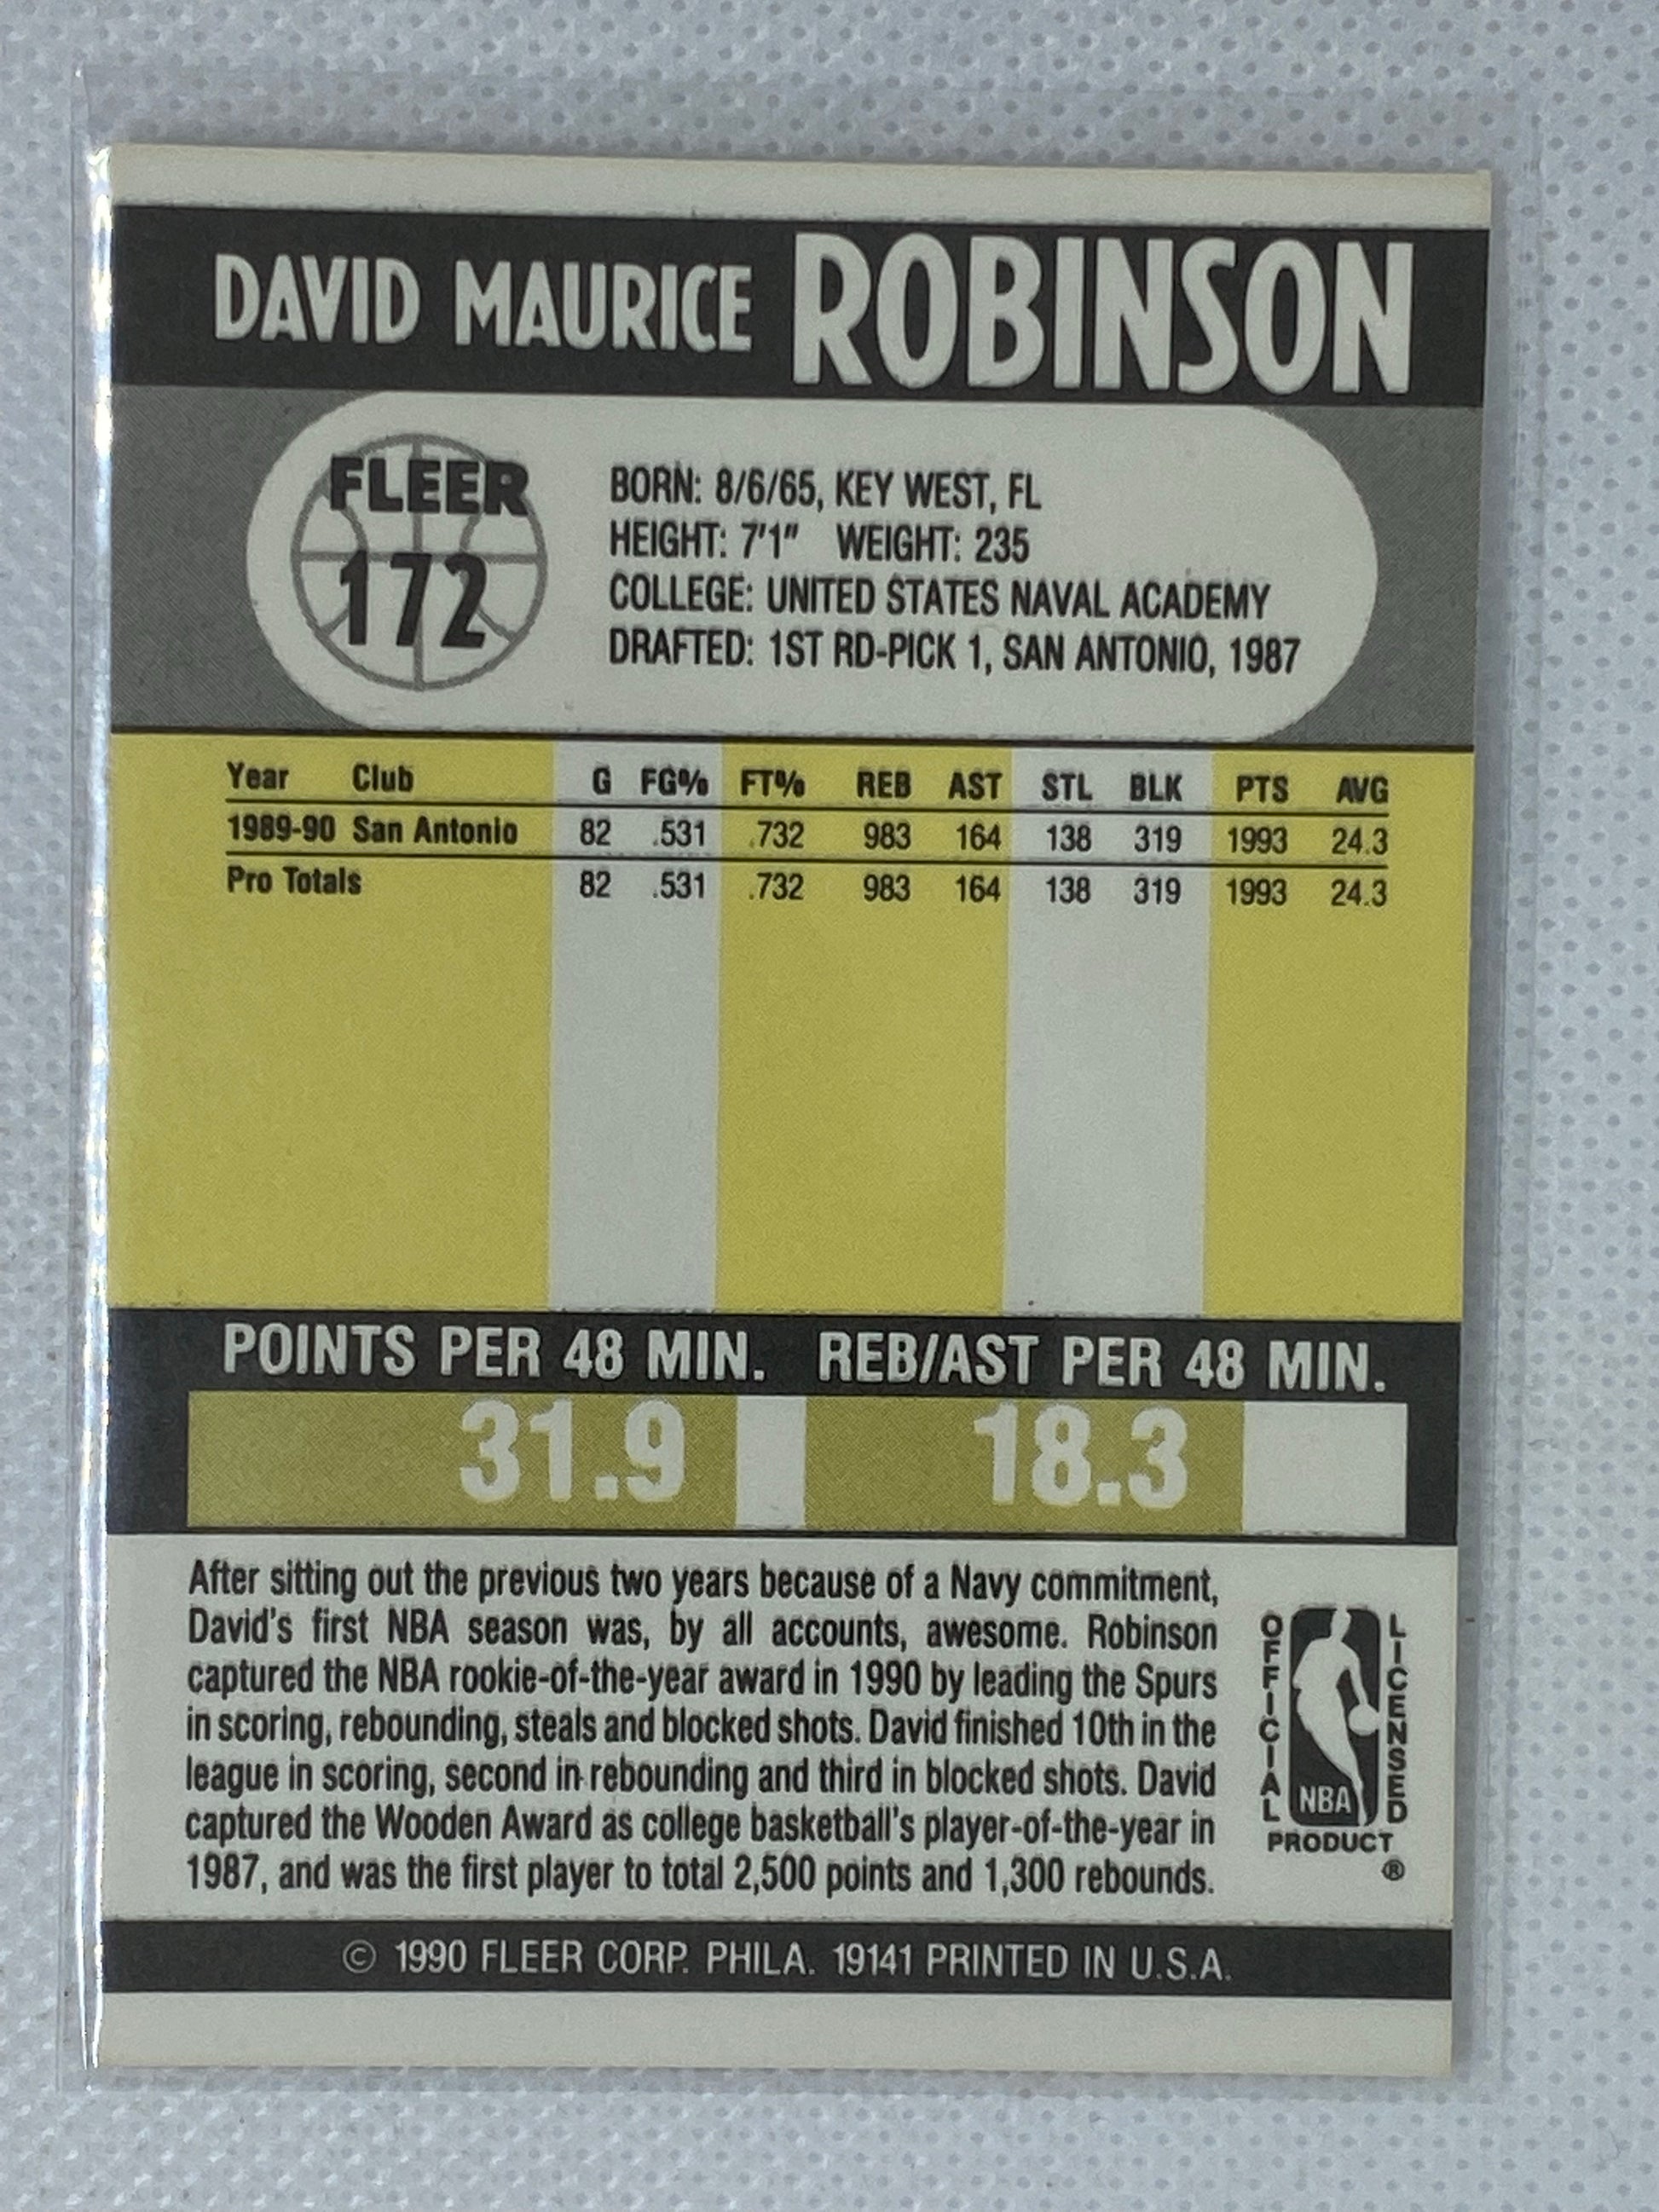 DAVID MAURICE ROBINSON
FLEER
172
BORN: 8/6/65, KEY WEST, FL
HEIGHT: 7'1" WEIGHT: 235
COLLEGE: UNITED STATES NAVAL ACADEMY
DRAFTED: 1ST RD-PICK 1, SAN ANTONIO, 1987
Year Club G FG% FT% REB AST STL BLK PTS AVG
1989-90 San Antonio 82 .531 .732 983 164 138 319 1993 24.3
Pro Totals 82 .531 .732 983 164 138 319 1993 24.3
POINTS PER 48 MIN. REB/AST PER 48 MIN.
31.9 18.3
After sitting out the previous two years because of a Navy commitment,
David's first NBA season was, by all accounts, awesome. Robinson
captured the NBA rookie-of-the-year award in 1990 by leading the Spurs
in scoring, rebounding, steals and blocked shots. David finished 10th in the
league in scoring, second in rebounding and third in blocked shots. David
captured the Wooden Award as college basketball's player-of-the-year in
1987, and was the first player to total 2,500 points and 1,300 rebounds.
OFFICIAL
NBA
LICENSED
PRODUCT
®
© 1990 FLEER CORP. PHILA. 19141 PRINTED IN U.S.A.